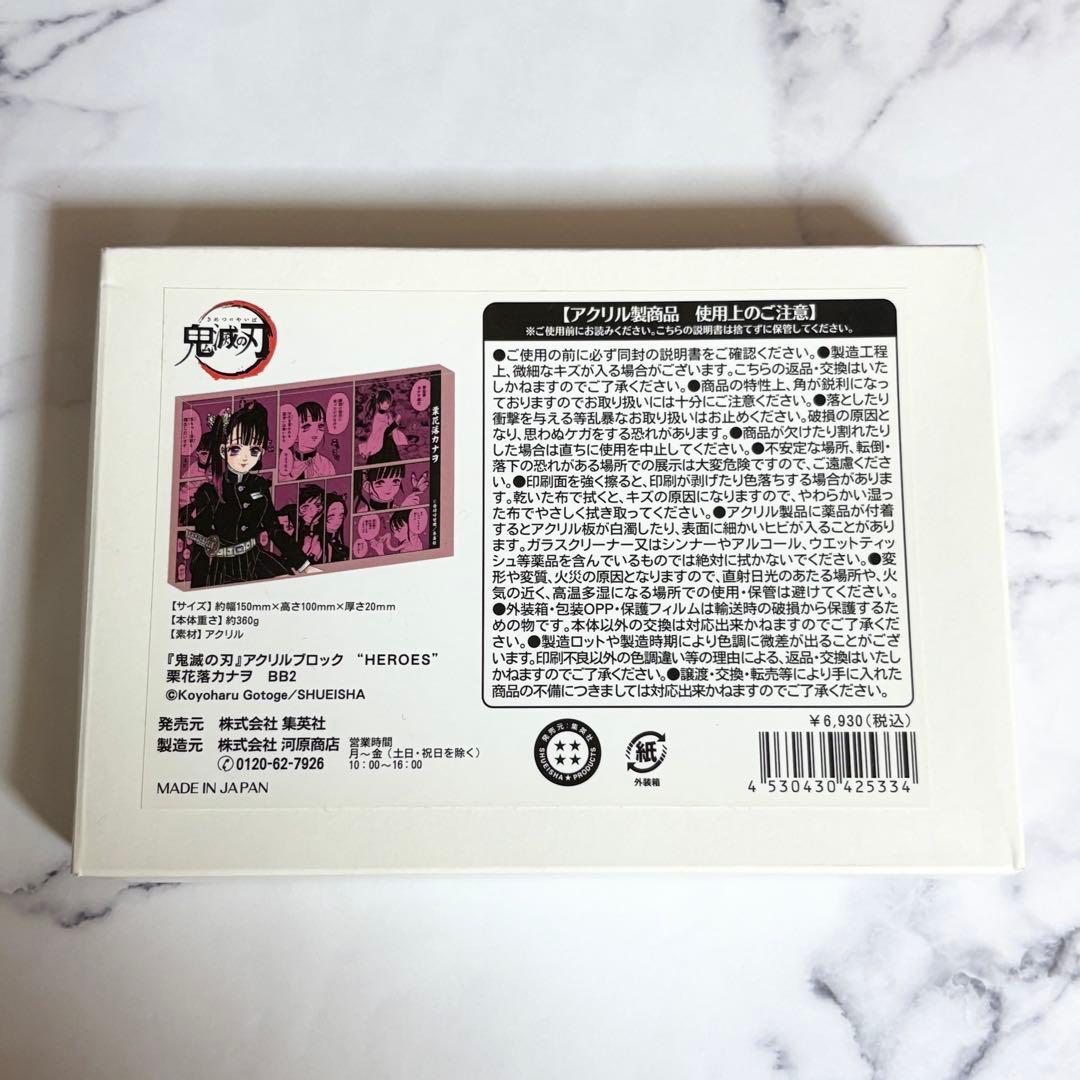 きめつのやいば
鬼滅の刃
栗花落カナヲ
【サイズ】約幅150mm×高さ100mm×厚さ20mm
【本体重さ】約360g
【素材】アクリル
『鬼滅の刃』アクリルブロック “HEROES”
栗花落カナヲ BB2
©Koyoharu Gotoge/SHUEISHA
発売元 株式会社 集英社
製造元 株式会社 河原商店 営業時間
月〜金(土日・祝日を除く)
0120-62-7926 10:00〜16:00
MADE IN JAPAN
【アクリル製商品 使用上のご注意】
※ご使用前にお読みください。こちらの説明書は捨てずに保管してください。
●ご使用の前に必ず同封の説明書をご確認ください。●製造工程
上、微細なキズが入る場合がございます。こちらの返品・交換はいた
しかねますのでご了承ください。●商品の特性上、角が鋭利になっ
ておりますのでお取り扱いには十分にご注意ください。●落としたり
衝撃を与える等乱暴なお取り扱いはお止めください。破損の原因と
なり、思わぬケガをする恐れがあります。●商品が欠けたり割れたり
した場合は直ちに使用を中止してください。●不安定な場所、転倒・
落下の恐れがある場所での展示は大変危険ですので、ご遠慮くださ
い。●印刷面を強く擦ると、印刷が剥げたり色落ちする場合がありま
す。乾いた布で拭くと、キズの原因になりますので、やわらかい湿っ
た布でやさしく拭き取ってください。●アクリル製品に薬品が付着
するとアクリル板が白濁したり、表面に細かいヒビが入ることがあり
ます。ガラスクリーナー又はシンナーやアルコール、ウエットティッ
シュ等薬品を含んでいるものでは絶対に拭かないでください。●変
形や変質、火災の原因となりますので、直射日光のあたる場所や、火
気の近く、高温多湿になる場所での使用・保管は避けてください。
●外装箱・包装OPP・保護フィルムは輸送時の破損から保護するた
めの物です。本体以外の交換は対応出来かねますのでご了承くださ
い。●製造ロットや製造時期により色調に微差が出ることがござ
います。印刷不良以外の色調違い等の理由による、返品・交換はいたし
かねますのでご了承ください。●譲渡・交換・転売等により手に入れた
商品の不備につきましては対応出来かねますのでご了承ください。
発売元:集英社
SHUEISHA PRODUCTS
紙
外装箱
¥6,930(税込)
4 530430 425334